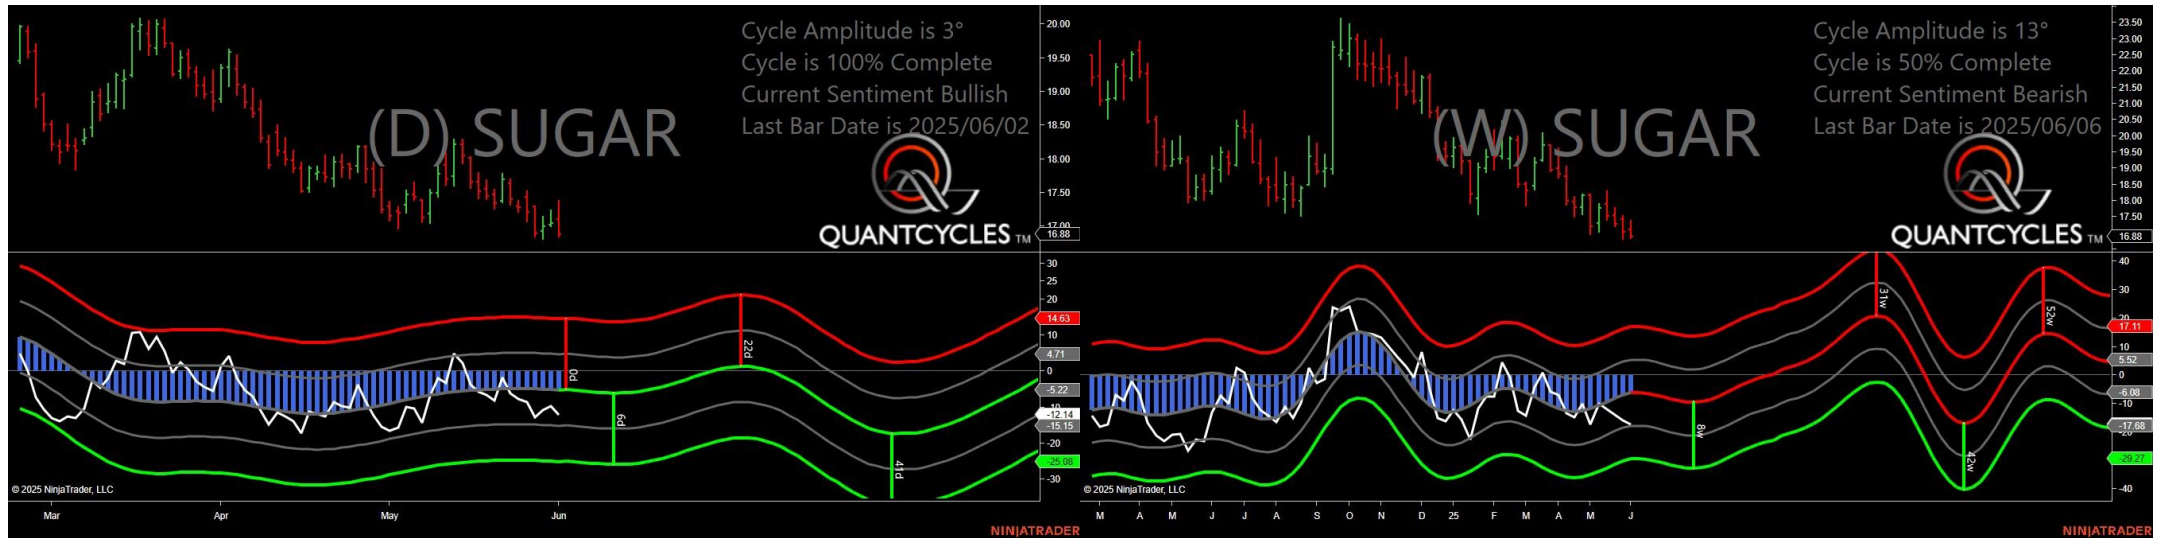 Cycle Amplitude is 3°
Cycle is 100% Complete
Current Sentiment Bullish
Last Bar Date is 2025/06/02
(D) SUGAR
QUANTCYCLES TM
20.00
19.50
19.00
18.50
18.00
17.50
17.00
16.88
30
25
20
14.63
10
4.71
0
-5.22
-12.14
-15.15
-20
-25.08
-30
0d
6d
22d
41d
© 2025 NinjaTrader, LLC
Mar Apr May Jun
NINJATRADER
Cycle Amplitude is 13°
Cycle is 50% Complete
Current Sentiment Bearish
Last Bar Date is 2025/06/06
(W) SUGAR
QUANTCYCLES TM
23.50
23.00
22.50
22.00
21.50
21.00
20.50
20.00
19.50
19.00
18.50
18.00
17.50
16.88
40
30
20
17.11
10
5.52
0
-6.08
-10
-17.68
-29.27
-40
8w
31w
42w
52w
© 2025 NinjaTrader, LLC
M A M J J A S O N D 25 F M A M J
NINJATRADER